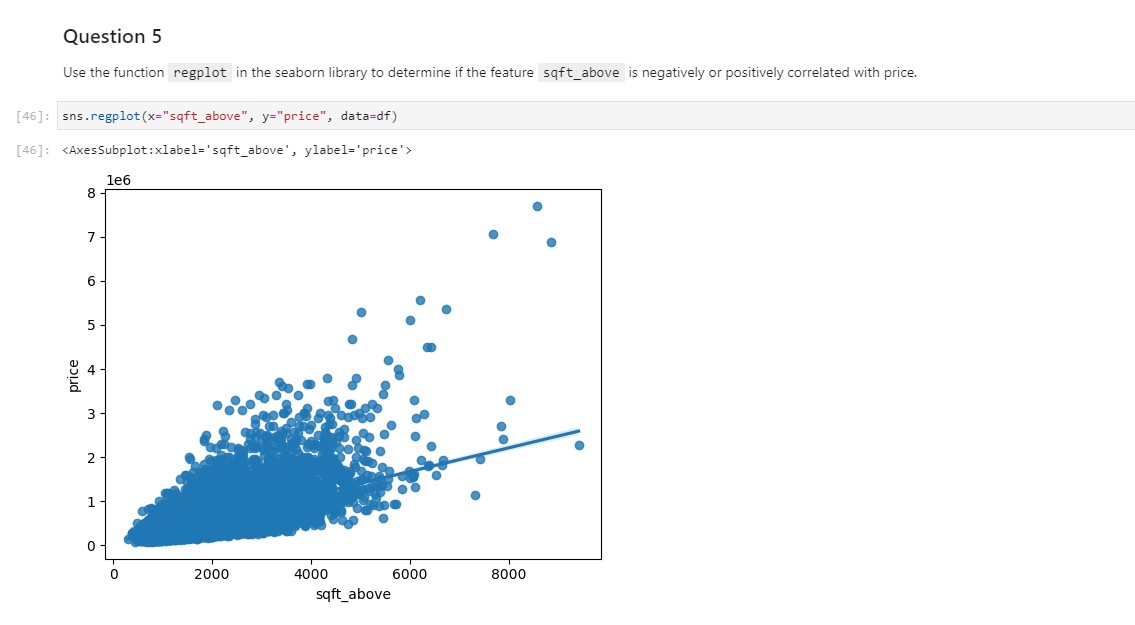 Question 5
Use the function regplot in the seaborn library to determine if the feature sqft_above is negatively or positively correlated with price.
[46]: sns.regplot(x="sqft_above", y="price", data=df)
[46]: <AxesSubplot:xlabel='sqft_above', ylabel='price'>
1e6
8
7
6
5
4
3
2
1
0
price
0 2000 4000 6000 8000
sqft_above